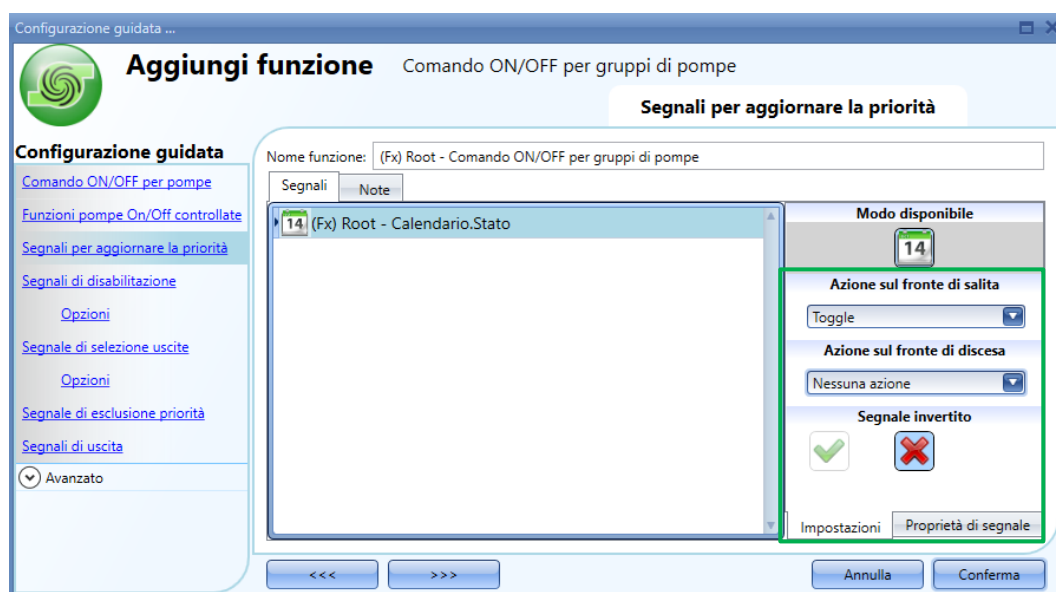 Configurazione guidata ...
Aggiungi funzione Comando ON/OFF per gruppi di pompe
Segnali per aggiornare la priorità
Configurazione guidata
Comando ON/OFF per pompe
Funzioni pompe On/Off controllate
Segnali per aggiornare la priorità
Segnali di disabilitazione
Opzioni
Segnale di selezione uscite
Opzioni
Segnale di esclusione priorità
Segnali di uscita
Avanzato
Nome funzione: (Fx) Root - Comando ON/OFF per gruppi di pompe
Segnali Note
14 (Fx) Root - Calendario.Stato
Modo disponibile
14
Azione sul fronte di salita
Toggle
Azione sul fronte di discesa
Nessuna azione
Segnale invertito
Impostazioni Proprietà di segnale
<<< >>> Annulla Conferma